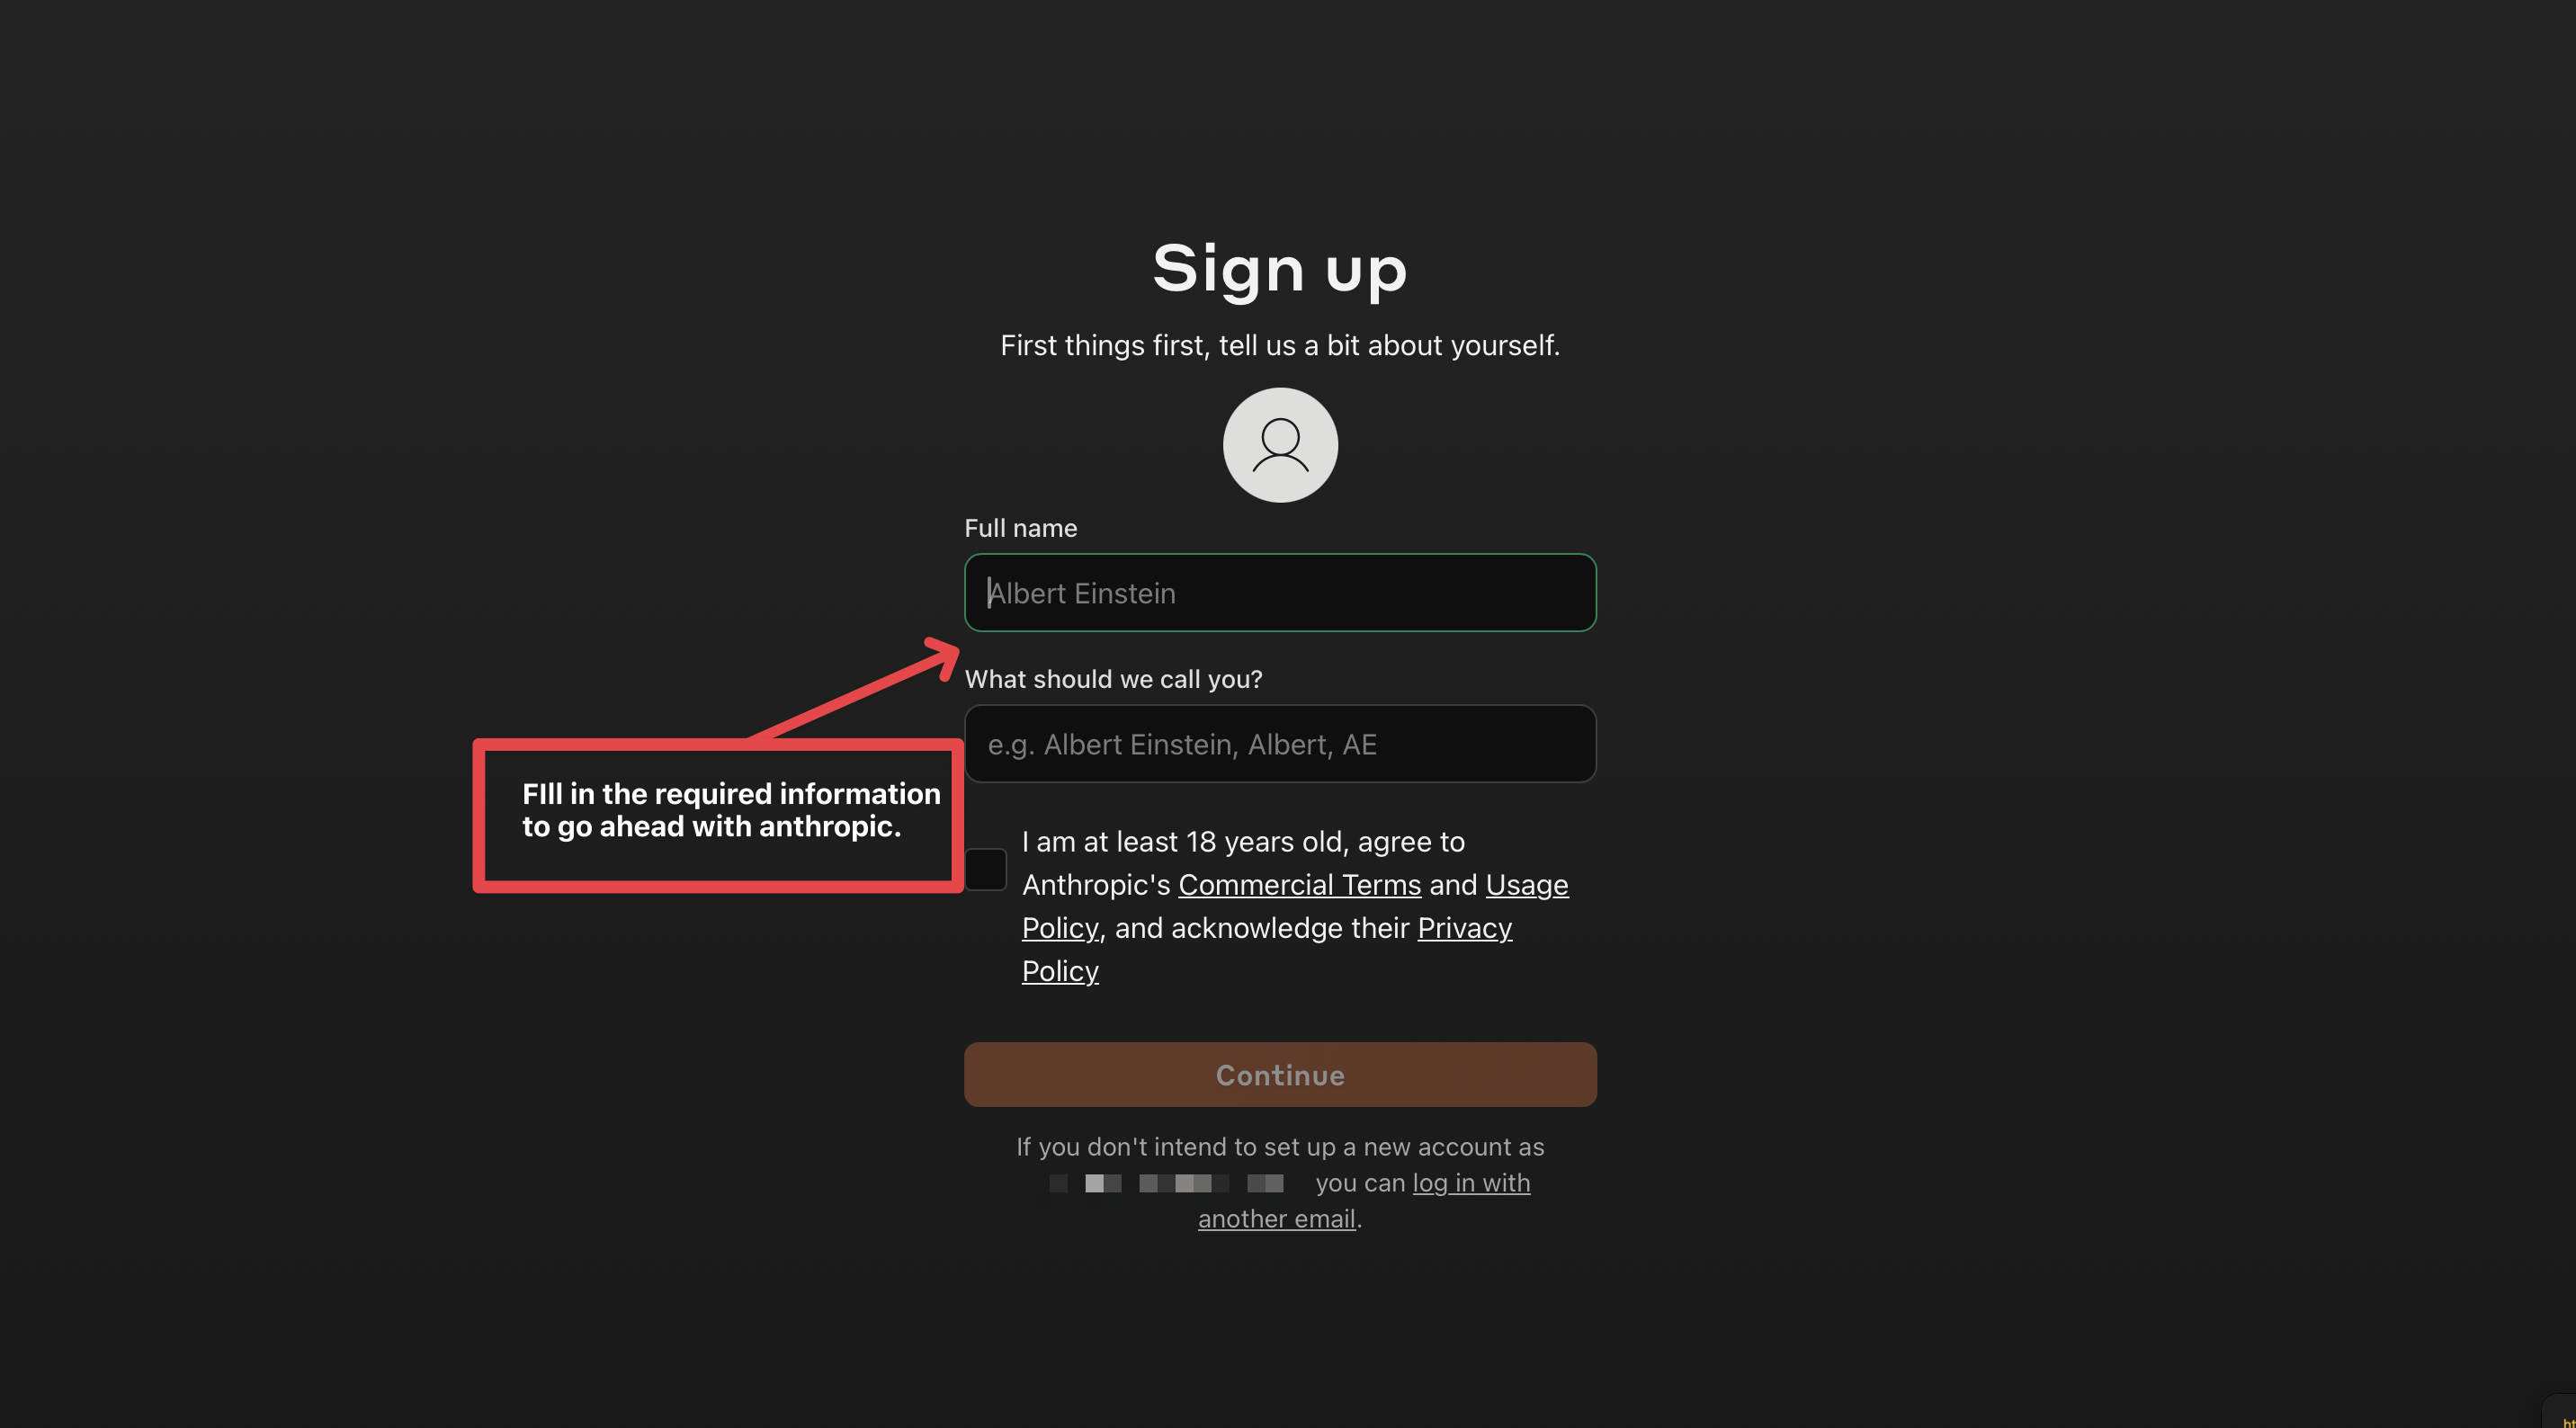 Sign up
First things first, tell us a bit about yourself.
Full name
Albert Einstein
What should we call you?
e.g. Albert Einstein, Albert, AE
FIll in the required information
to go ahead with anthropic.
I am at least 18 years old, agree to
Anthropic's Commercial Terms and Usage
Policy, and acknowledge their Privacy
Policy
Continue
If you don't intend to set up a new account as
you can log in with
another email.